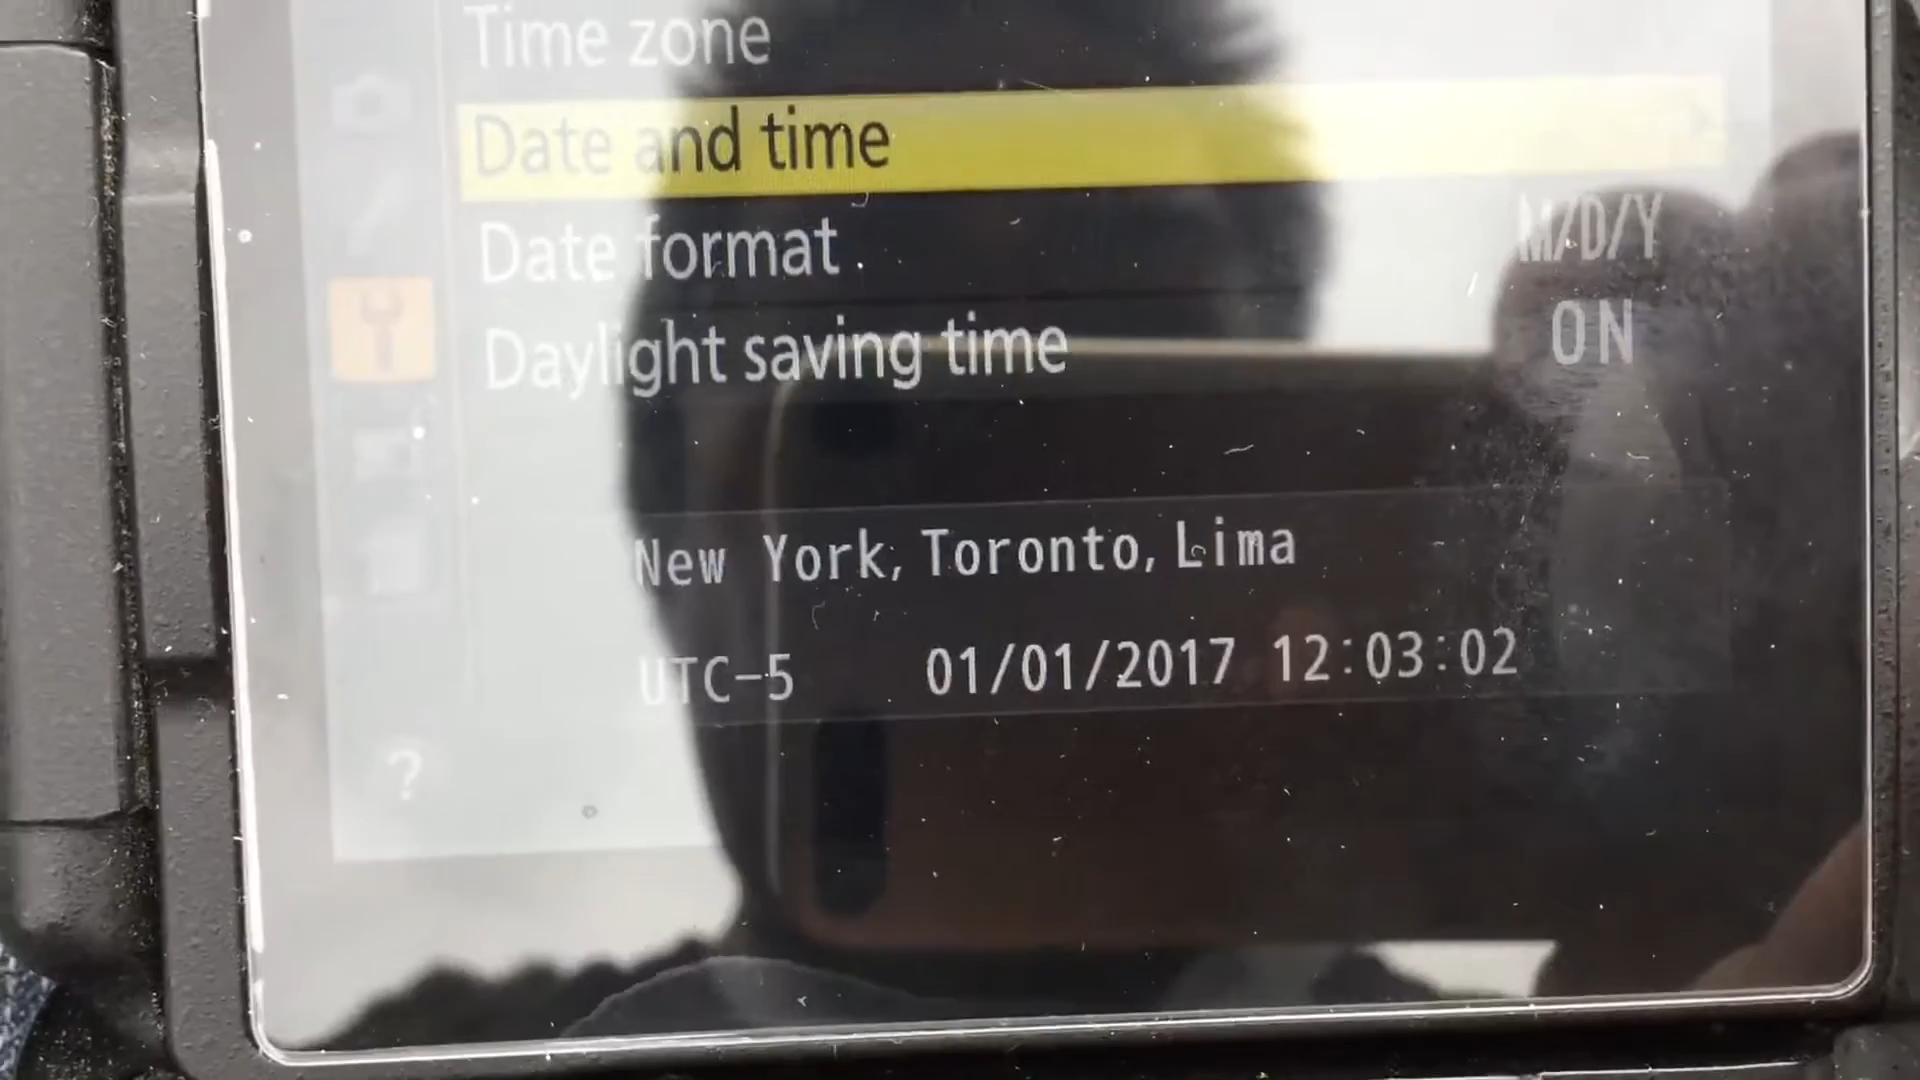 Time zone
Date and time
Date format M/D/Y
Daylight saving time ON
New York, Toronto, Lima
UTC-5 01/01/2017 12:03:02
?